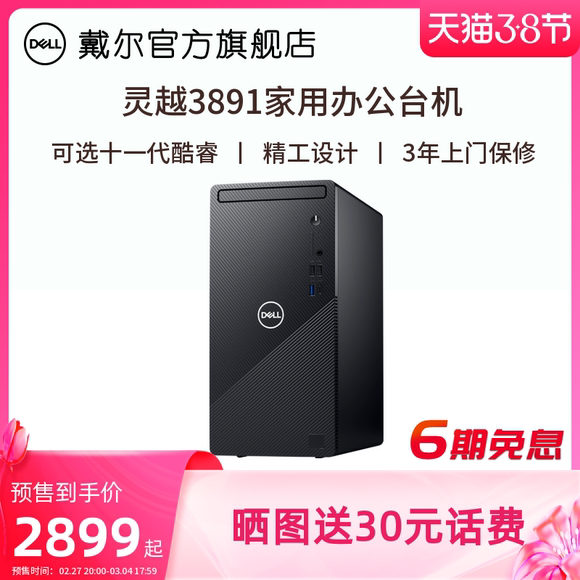 DELL 戴尔官方旗舰店
天猫3.8节
灵越3891家用办公台机
可选十一代酷睿 | 精工设计 | 3年上门保修
DELL
6期免息
预售到手价
2899起
晒图送30元话费
预售时间：02.27 20:00-03.04 17:59